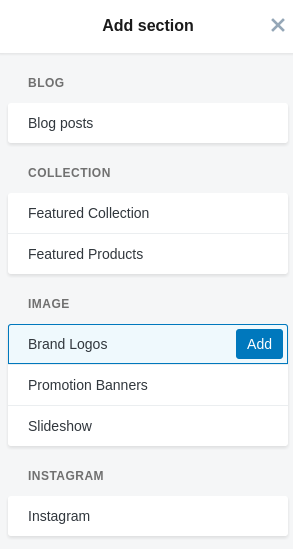 Add section
BLOG
Blog posts
COLLECTION
Featured Collection
Featured Products
IMAGE
Brand Logos
Add
Promotion Banners
Slideshow
INSTAGRAM
Instagram